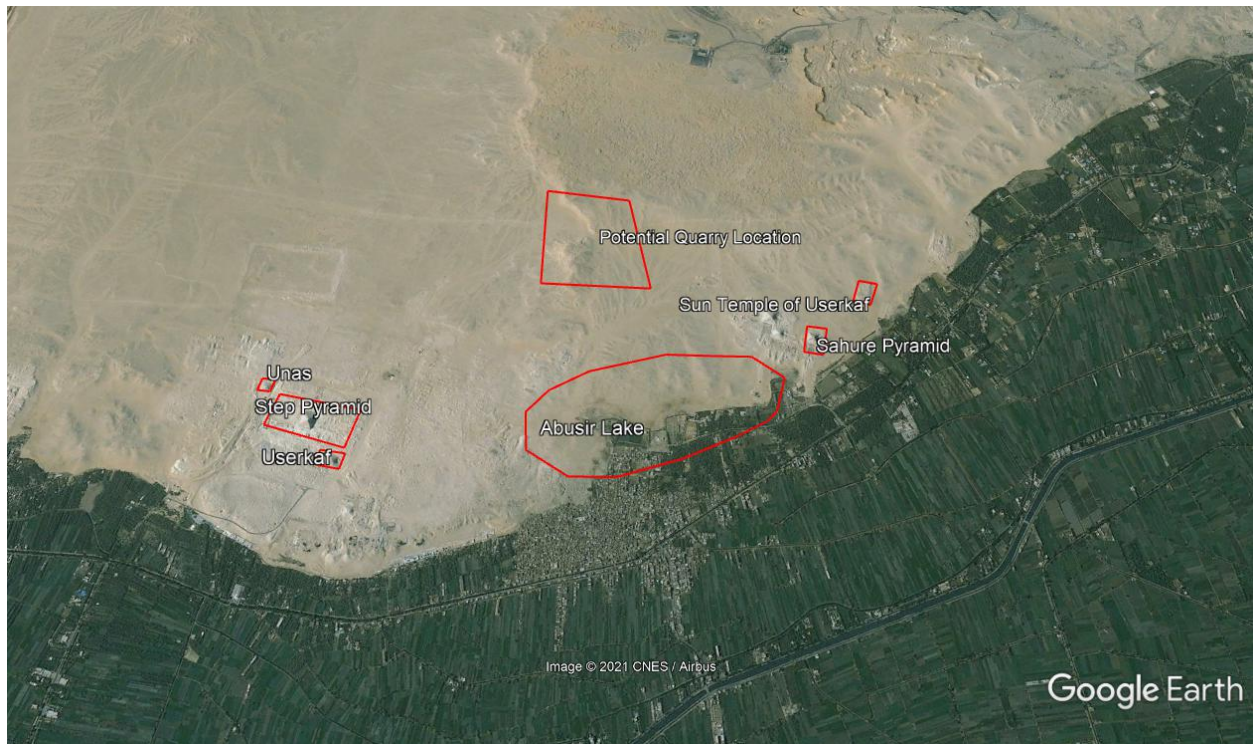 Potential Quarry Location
Sun Temple of Userkaf
Sahure Pyramid
Unas
Step Pyramid
Abusir Lake
Userkaf
Image © 2021 CNES / Airbus
Google Earth